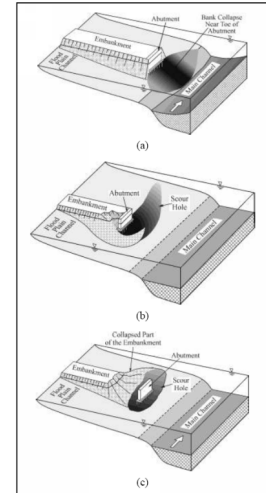 Abutment
Bank Collapse
Near Toe of
Abutment
Embankment
Flood Plain
Channel
Main Channel
(a)
Abutment
Embankment
Scour
Hole
Flood Plain
Channel
Main Channel
(b)
Collapsed Part
of the Embankment
Abutment
Embankment
Scour
Hole
Flood Plain
Channel
Main Channel
(c)